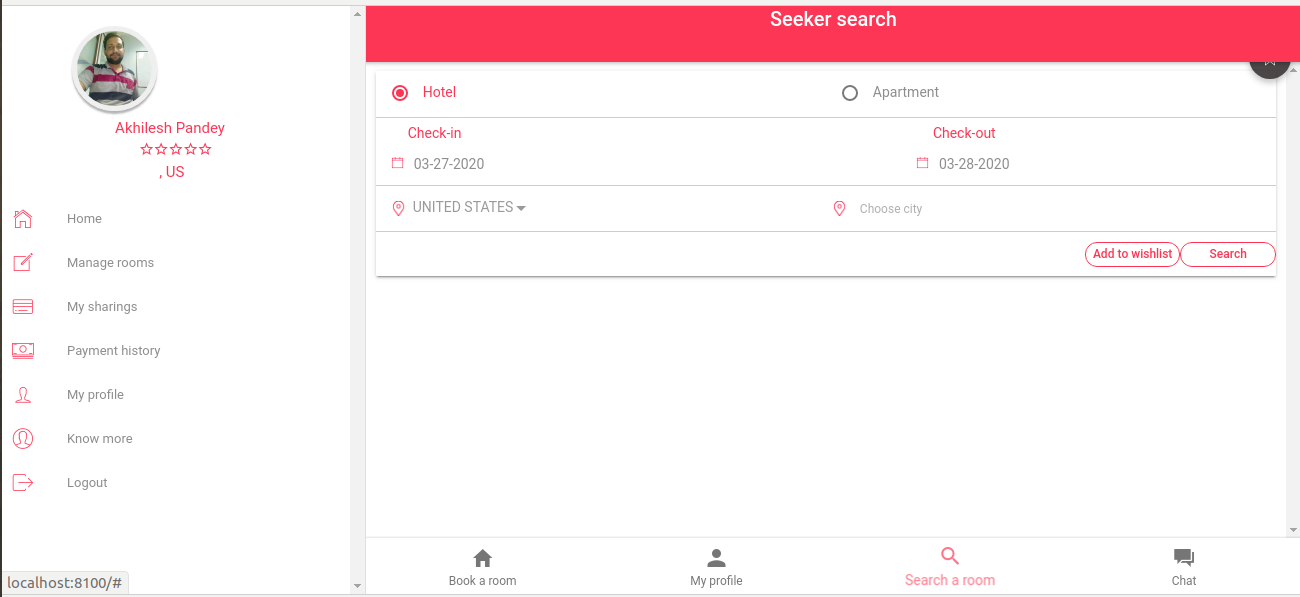 Akhilesh Pandey
, US
Home
Manage rooms
My sharings
Payment history
My profile
Know more
Logout
localhost:8100/#
Seeker search
Hotel Apartment
Check-in Check-out
03-27-2020 03-28-2020
UNITED STATES Choose city
Add to wishlist Search
Book a room My profile Search a room Chat